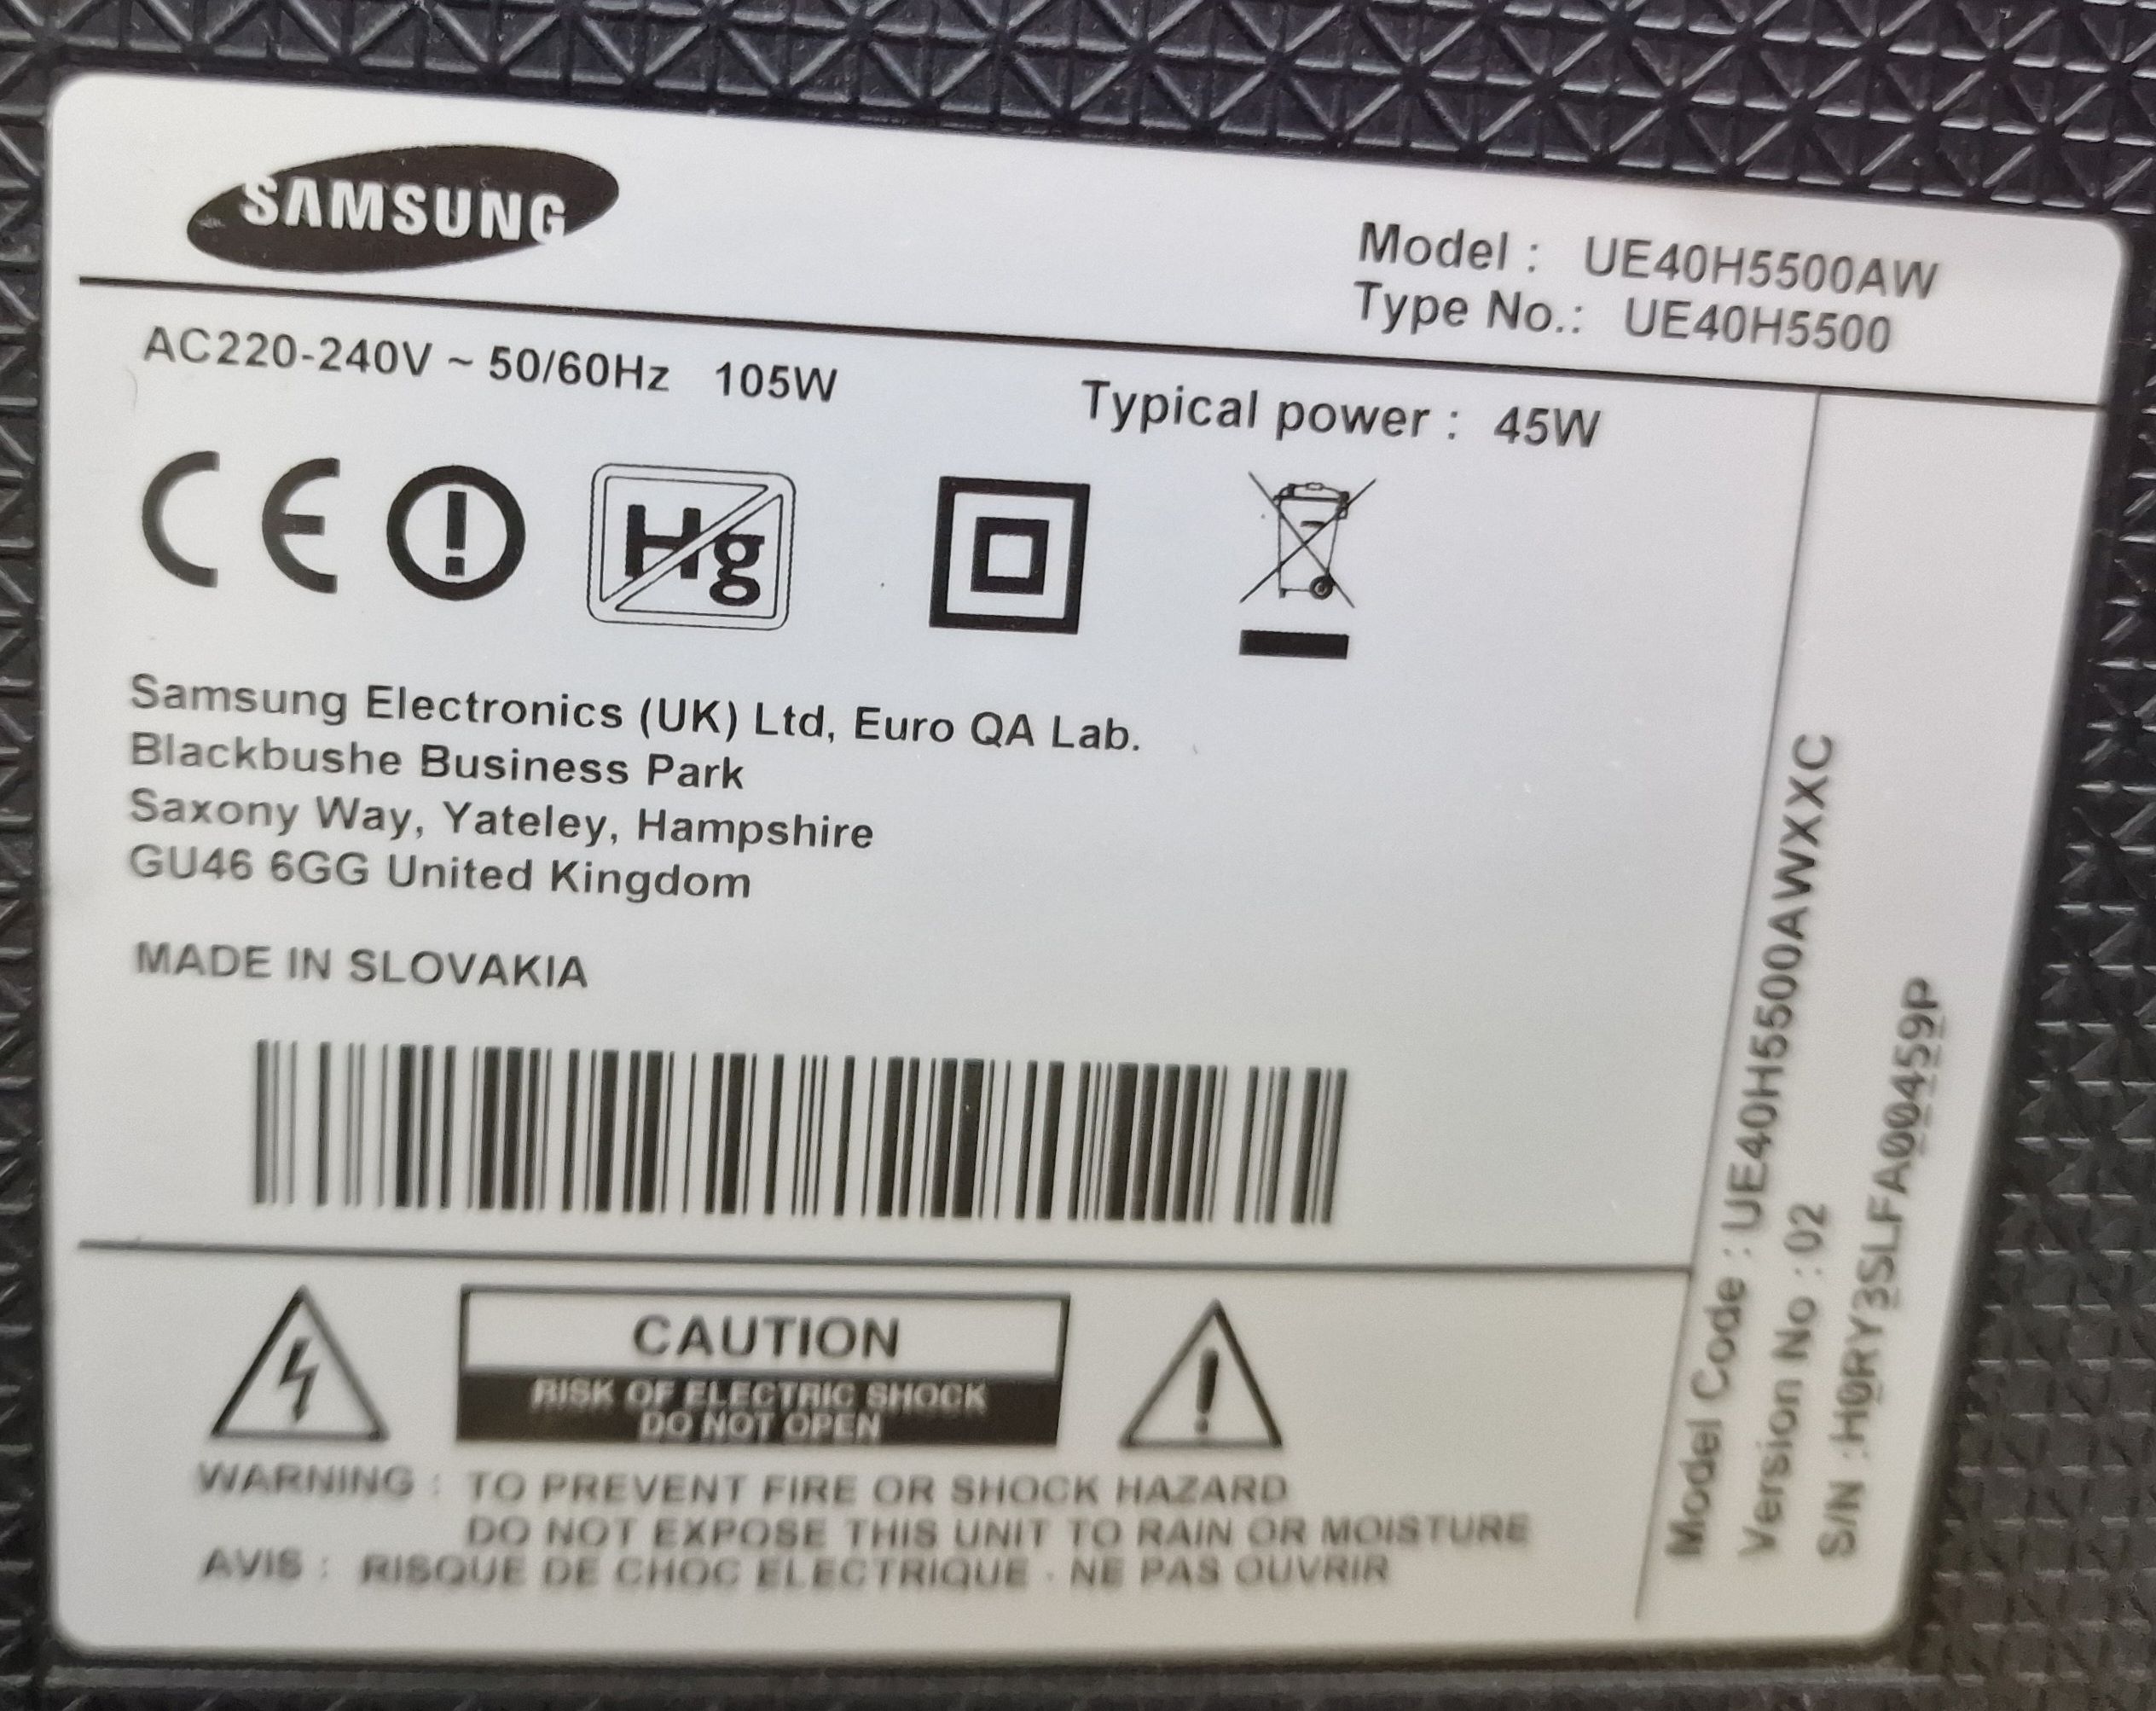 SAMSUNG
Model : UE40H5500AW
Type No.: UE40H5500
AC220-240V ~ 50/60Hz 105W
Typical power : 45W
CE
Hg
Samsung Electronics (UK) Ltd, Euro QA Lab.
Blackbushe Business Park
Saxony Way, Yateley, Hampshire
GU46 6GG United Kingdom
MADE IN SLOVAKIA
CAUTION
RISK OF ELECTRIC SHOCK
DO NOT OPEN
WARNING : TO PREVENT FIRE OR SHOCK HAZARD
DO NOT EXPOSE THIS UNIT TO RAIN OR MOISTURE
AVIS : RISQUE DE CHOC ELECTRIQUE · NE PAS OUVRIR
Model Code : UE40H5500AWXXC
Version No : 02
S/N : H0RY3SLFA00459P